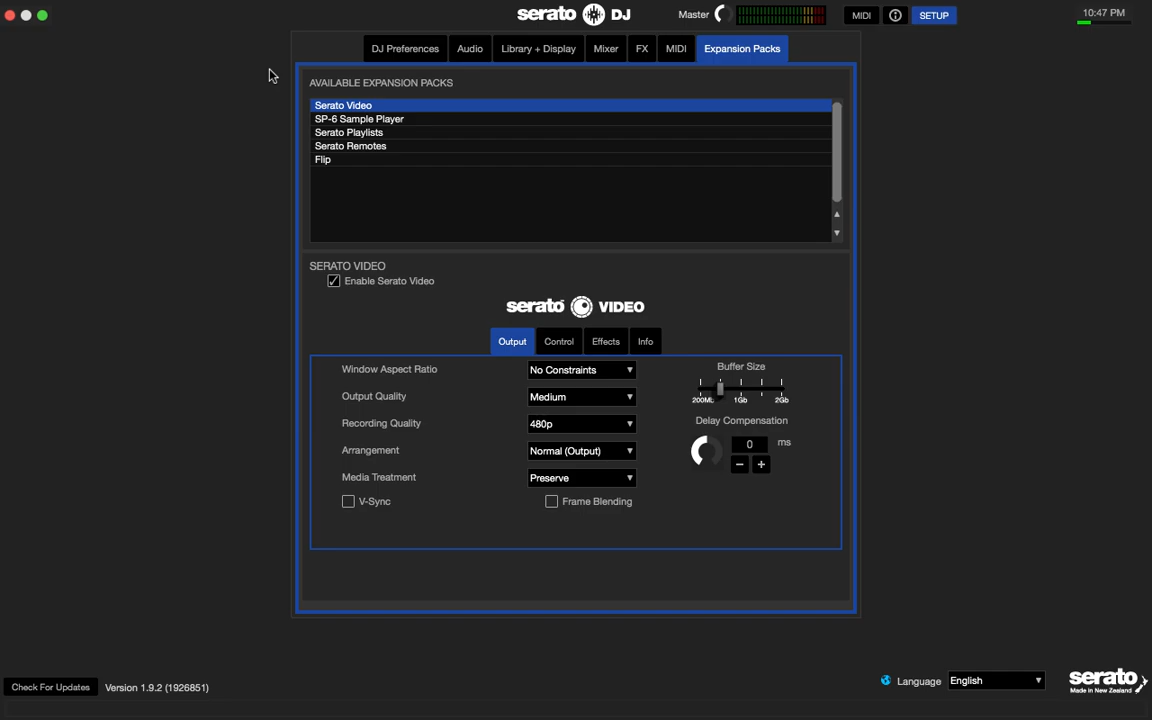 serato DJ
Master
MIDI
SETUP
10:47 PM
DJ Preferences
Audio
Library + Display
Mixer
FX
MIDI
Expansion Packs
AVAILABLE EXPANSION PACKS
Serato Video
SP-6 Sample Player
Serato Playlists
Serato Remotes
Flip
SERATO VIDEO
Enable Serato Video
serato VIDEO
Output
Control
Effects
Info
Window Aspect Ratio
No Constraints
Buffer Size
200Mb 1Gb 2Gb
Output Quality
Medium
Recording Quality
480p
Delay Compensation
0 ms
Arrangement
Normal (Output)
Media Treatment
Preserve
V-Sync
Frame Blending
Check For Updates
Version 1.9.2 (1926851)
Language
English
serato
Made in New Zealand